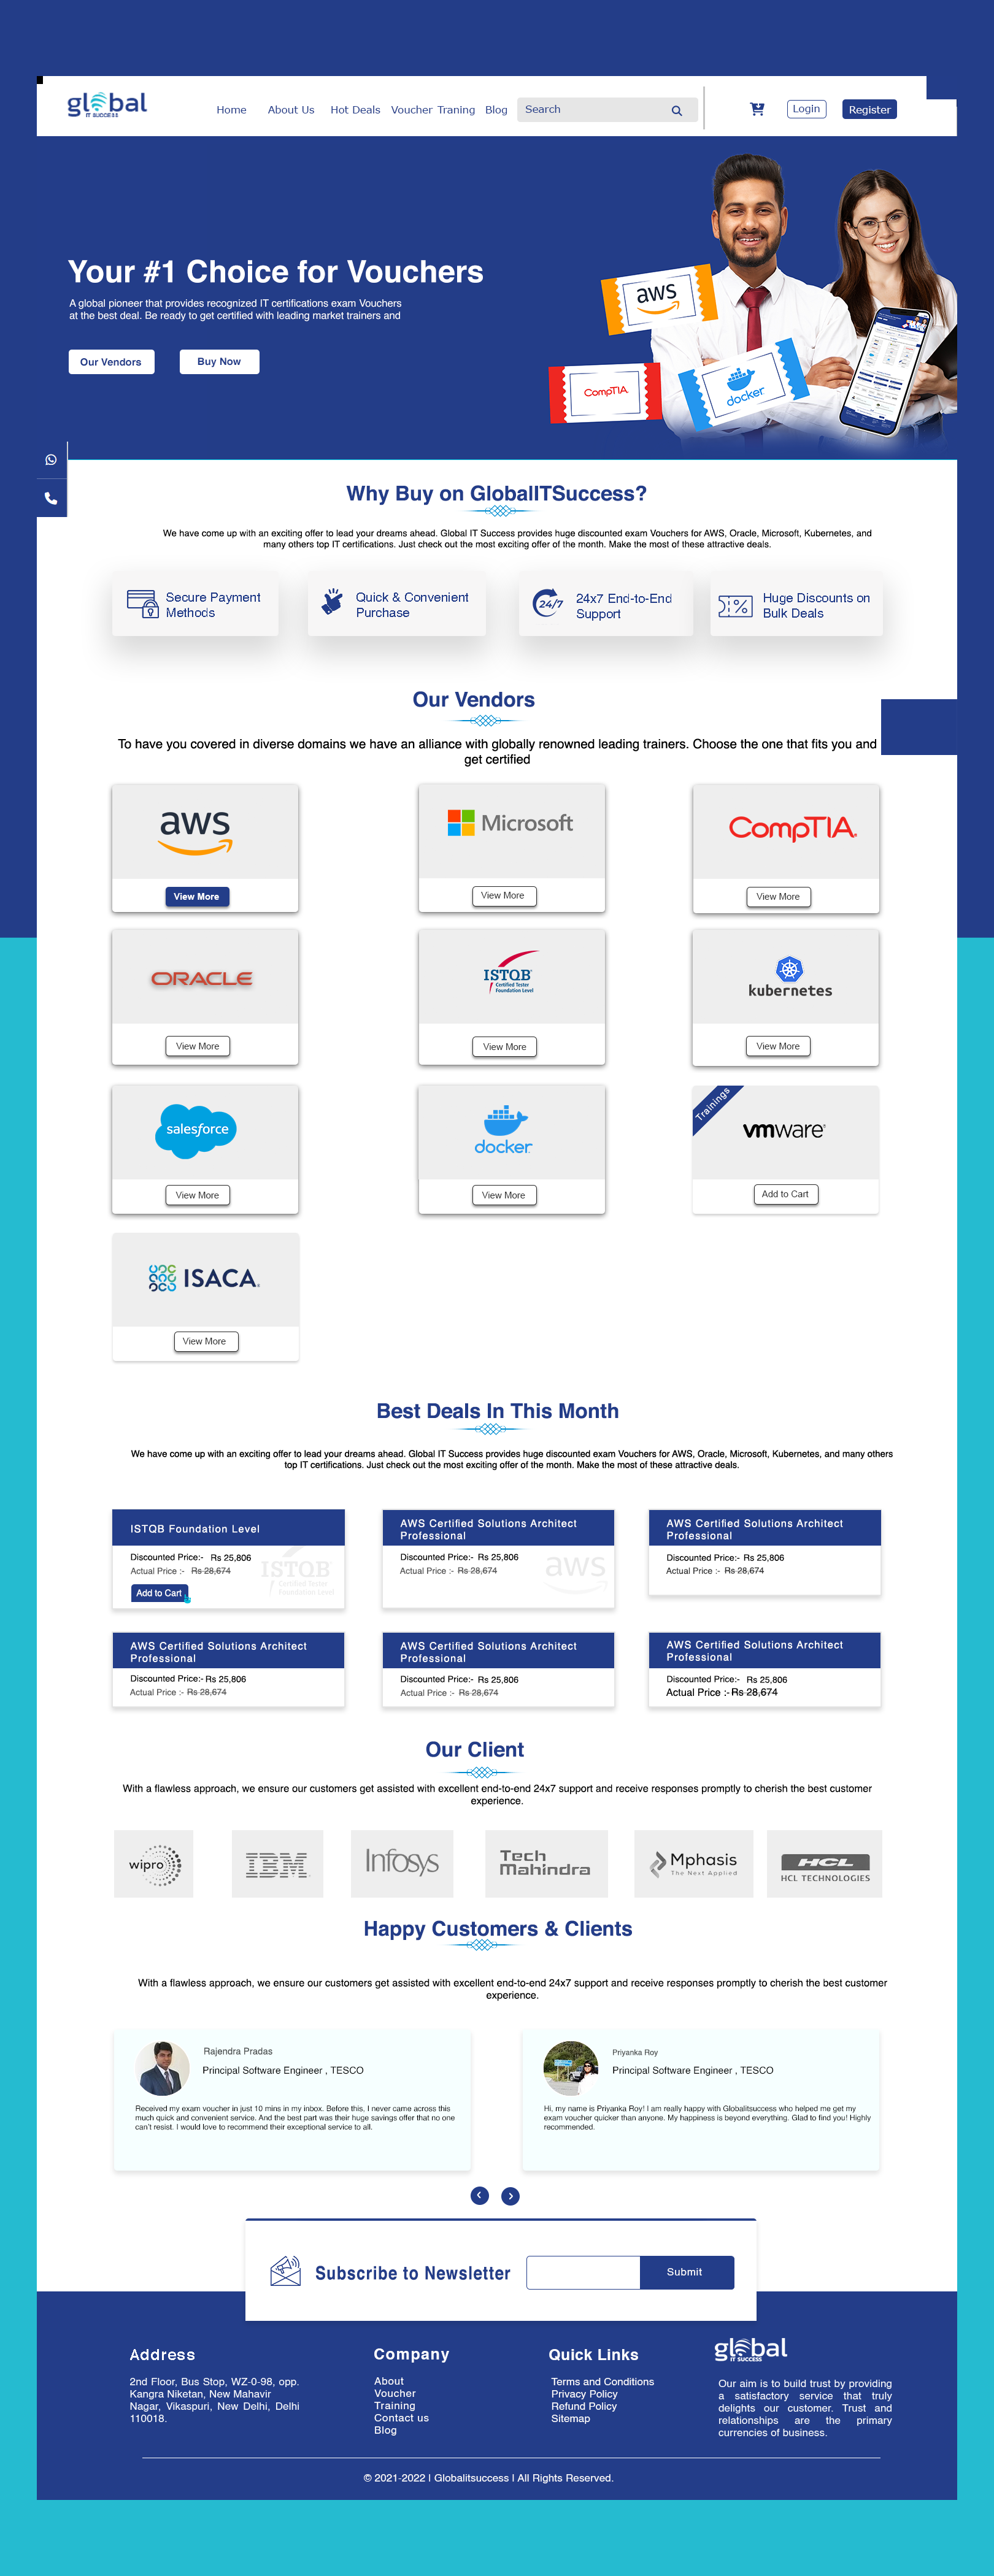 global
IT SUCCESS
Home About Us Hot Deals Voucher Traning Blog Search Login Register
Your #1 Choice for Vouchers
A global pioneer that provides recognized IT certifications exam Vouchers
at the best deal. Be ready to get certified with leading market trainers and
Our Vendors Buy Now
aws
CompTIA
docker
Why Buy on GlobalITSuccess?
We have come up with an exciting offer to lead your dreams ahead. Global IT Success provides huge discounted exam Vouchers for AWS, Oracle, Microsoft, Kubernetes, and
many others top IT certifications. Just check out the most exciting offer of the month. Make the most of these attractive deals.
Secure Payment
Methods
Quick & Convenient
Purchase
24/7
24x7 End-to-End
Support
Huge Discounts on
Bulk Deals
Our Vendors
To have you covered in diverse domains we have an alliance with globally renowned leading trainers. Choose the one that fits you and
get certified
aws
View More
Microsoft
View More
CompTIA.
View More
ORACLE
View More
ISTQB
Certified Tester
Foundation Level
View More
kubernetes
View More
salesforce
View More
docker
View More
Trainings
vmware
Add to Cart
ISACA.
View More
Best Deals In This Month
We have come up with an exciting offer to lead your dreams ahead. Global IT Success provides huge discounted exam Vouchers for AWS, Oracle, Microsoft, Kubernetes, and many others
top IT certifications. Just check out the most exciting offer of the month. Make the most of these attractive deals.
ISTQB Foundation Level
Discounted Price:- Rs 25,806
Actual Price :- Rs 28,674
Add to Cart
ISTQB
Certified Tester
Foundation Level
AWS Certified Solutions Architect
Professional
Discounted Price:- Rs 25,806
Actual Price :- Rs 28,674
aws
AWS Certified Solutions Architect
Professional
Discounted Price:- Rs 25,806
Actual Price :- Rs 28,674
AWS Certified Solutions Architect
Professional
Discounted Price:- Rs 25,806
Actual Price :- Rs 28,674
AWS Certified Solutions Architect
Professional
Discounted Price:- Rs 25,806
Actual Price :- Rs 28,674
AWS Certified Solutions Architect
Professional
Discounted Price:- Rs 25,806
Actual Price :- Rs 28,674
Our Client
With a flawless approach, we ensure our customers get assisted with excellent end-to-end 24x7 support and receive responses promptly to cherish the best customer
experience.
wipro
IBM
Infosys
Tech
Mahindra
Mphasis
The Next Applied
HCL
HCL TECHNOLOGIES
Happy Customers & Clients
With a flawless approach, we ensure our customers get assisted with excellent end-to-end 24x7 support and receive responses promptly to cherish the best customer
experience.
Rajendra Pradas
Principal Software Engineer , TESCO
Received my exam voucher in just 10 mins in my inbox. Before this, I never came across this
much quick and convenient service. And the best part was their huge savings offer that no one
can't resist. I would love to recommend their exceptional service to all.
Priyanka Roy
Principal Software Engineer , TESCO
Hi, my name is Priyanka Roy! I am really happy with Globalitsuccess who helped me get my
exam voucher quicker than anyone. My happiness is beyond everything. Glad to find you! Highly
recommended.
Subscribe to Newsletter Submit
Address
2nd Floor, Bus Stop, WZ-0-98, opp.
Kangra Niketan, New Mahavir
Nagar, Vikaspuri, New Delhi, Delhi
110018.
Company
About
Voucher
Training
Contact us
Blog
Quick Links
Terms and Conditions
Privacy Policy
Refund Policy
Sitemap
global
IT SUCCESS
Our aim is to build trust by providing
a satisfactory service that truly
delights our customer. Trust and
relationships are the primary
currencies of business.
© 2021-2022 | Globalitsuccess | All Rights Reserved.